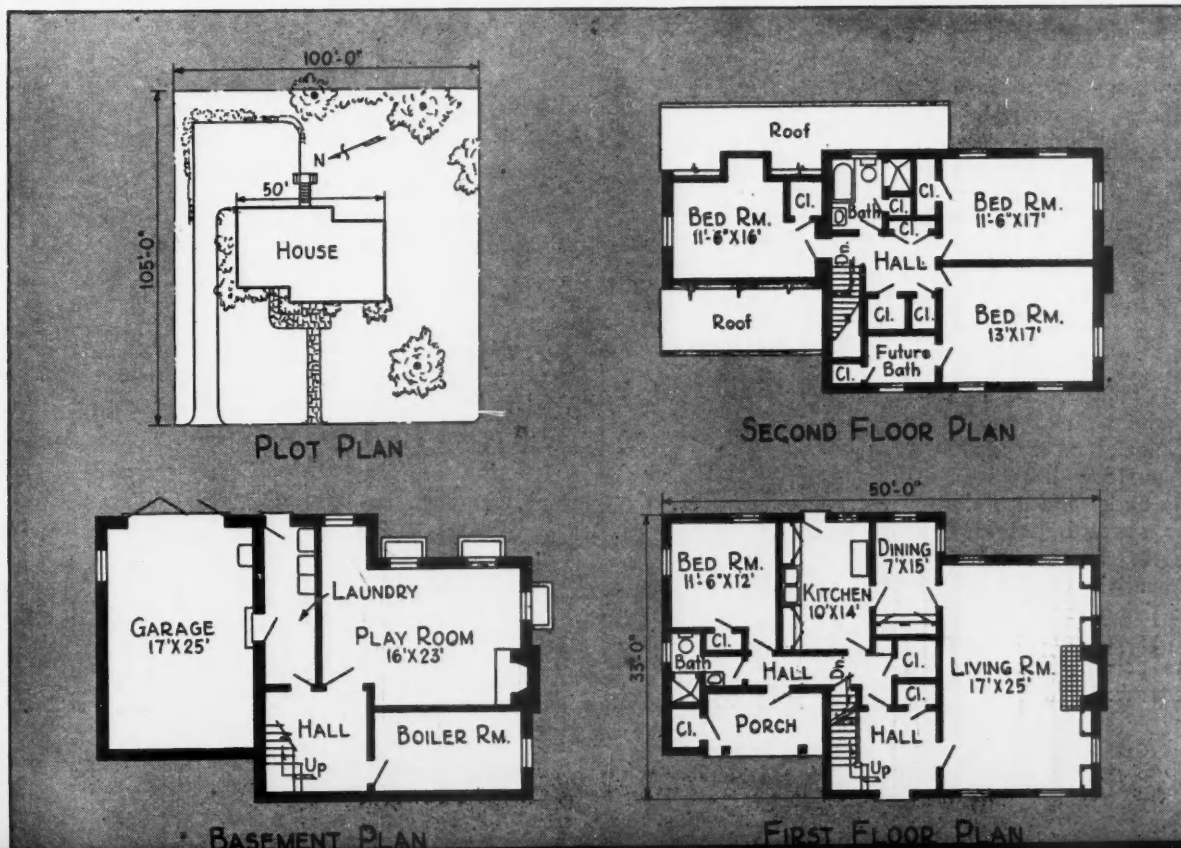 100'-0"
105'-0"
N
50'
HOUSE
PLOT PLAN
Roof
BED RM.
11'-6"X16'
Cl.
Bath
Cl.
Cl.
Cl.
BED RM.
11'-6"X17'
Dn.
HALL
Roof
Cl.
Cl.
BED RM.
13'X17'
Future
Bath
Cl.
SECOND FLOOR PLAN
GARAGE
17'X25'
LAUNDRY
PLAY ROOM
16'X23'
HALL
Up
BOILER RM.
BASEMENT PLAN
50'-0"
33'-0"
BED RM.
11'-6"X12'
KITCHEN
10'X14'
DINING
7'X15'
Bath
Cl.
HALL
Dn.
Cl.
LIVING RM.
17'X25'
Cl.
Cl.
PORCH
HALL
Up
FIRST FLOOR PLAN